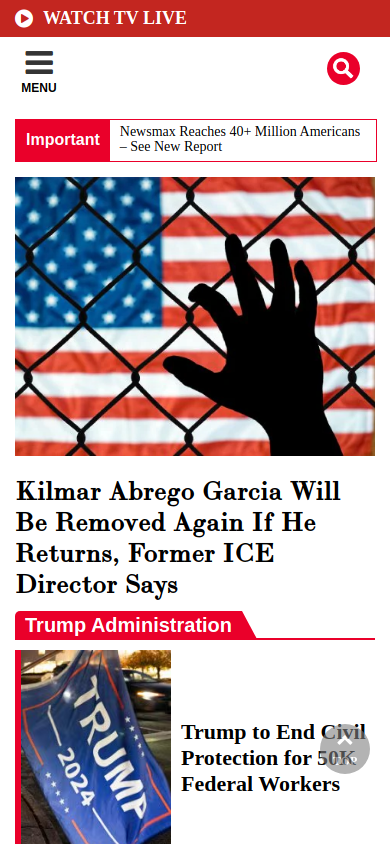 WATCH TV LIVE
MENU
Important
Newsmax Reaches 40+ Million Americans
– See New Report
Kilmar Abrego Garcia Will
Be Removed Again If He
Returns, Former ICE
Director Says
Trump Administration
TRUMP
2024
Trump to End Civil
Protection for 50K
Federal Workers